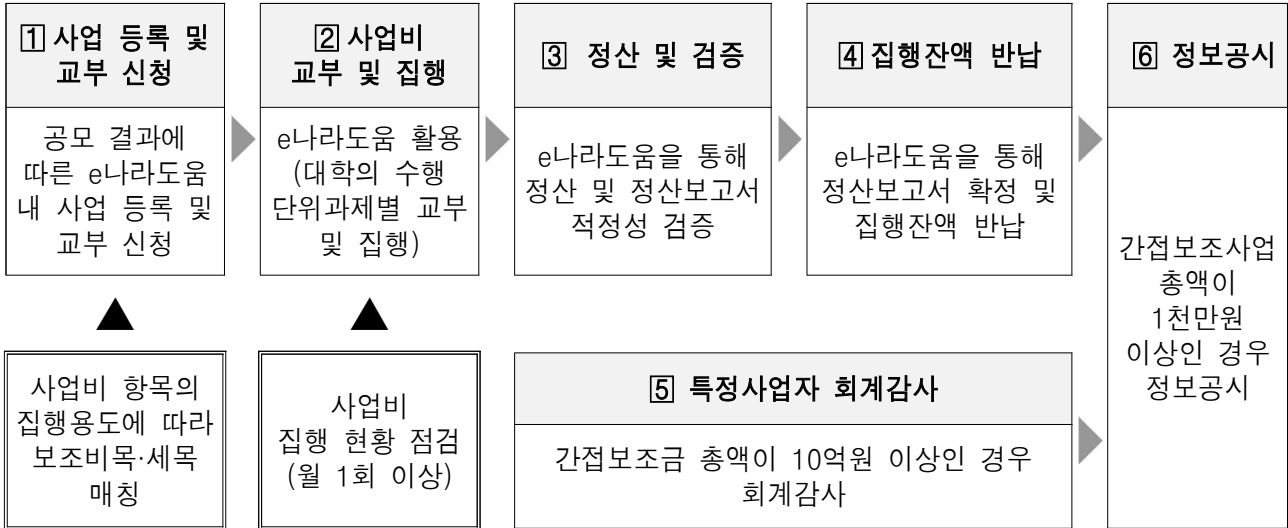 1 사업 등록 및
교부 신청
공모 결과에
따른 e나라도움
내 사업 등록 및
교부 신청
2 사업비
교부 및 집행
e나라도움 활용
(대학의 수행
단위과제별 교부
및 집행)
3 정산 및 검증
e나라도움을 통해
정산 및 정산보고서
적정성 검증
4 집행잔액 반납
e나라도움을 통해
정산보고서 확정 및
집행잔액 반납
6 정보공시
간접보조사업
총액이
1천만원
이상인 경우
정보공시
사업비 항목의
집행용도에 따라
보조비목·세목
매칭
사업비
집행 현황 점검
(월 1회 이상)
5 특정사업자 회계감사
간접보조금 총액이 10억원 이상인 경우
회계감사